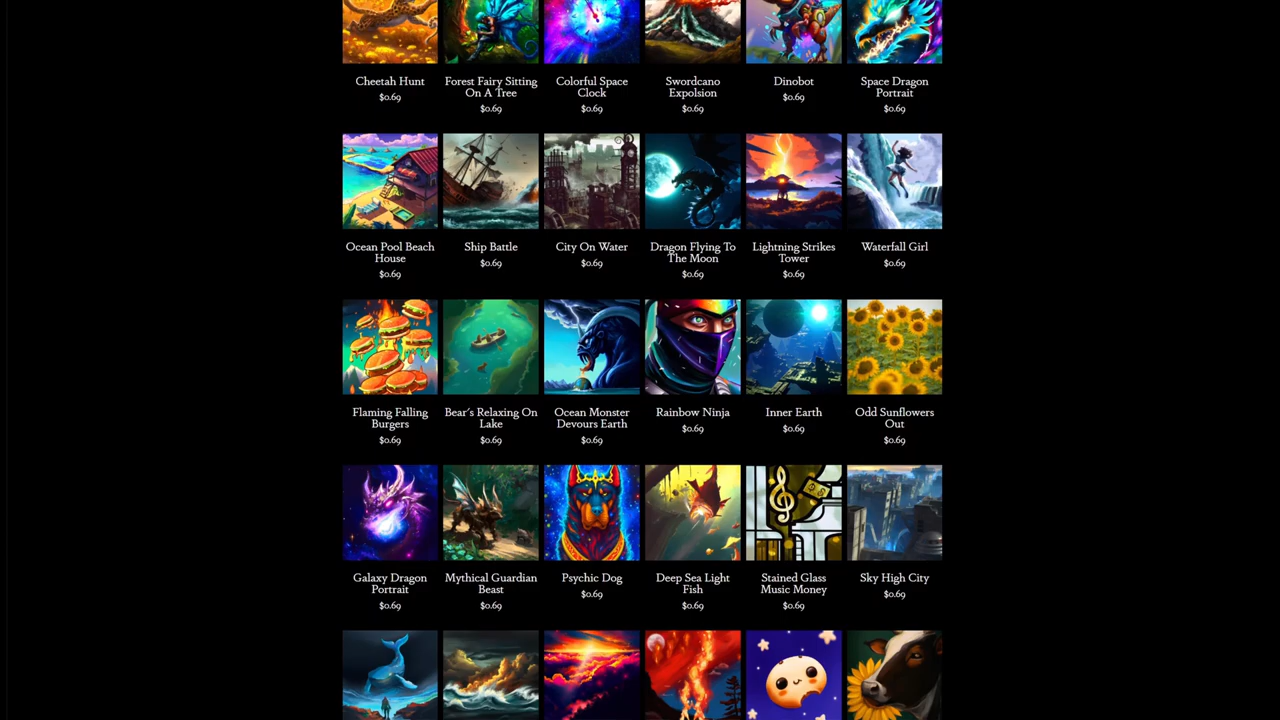 Cheetah Hunt
$0.69
Forest Fairy Sitting
On A Tree
$0.69
Colorful Space
Clock
$0.69
Swordcano
Expolsion
$0.69
Dinobot
$0.69
Space Dragon
Portrait
$0.69
Ocean Pool Beach
House
$0.69
Ship Battle
$0.69
City On Water
$0.69
Dragon Flying To
The Moon
$0.69
Lightning Strikes
Tower
$0.69
Waterfall Girl
$0.69
Flaming Falling
Burgers
$0.69
Bear's Relaxing On
Lake
$0.69
Ocean Monster
Devours Earth
$0.69
Rainbow Ninja
$0.69
Inner Earth
$0.69
Odd Sunflowers
Out
$0.69
Galaxy Dragon
Portrait
$0.69
Mythical Guardian
Beast
$0.69
Psychic Dog
$0.69
Deep Sea Light
Fish
$0.69
Stained Glass
Music Money
$0.69
Sky High City
$0.69